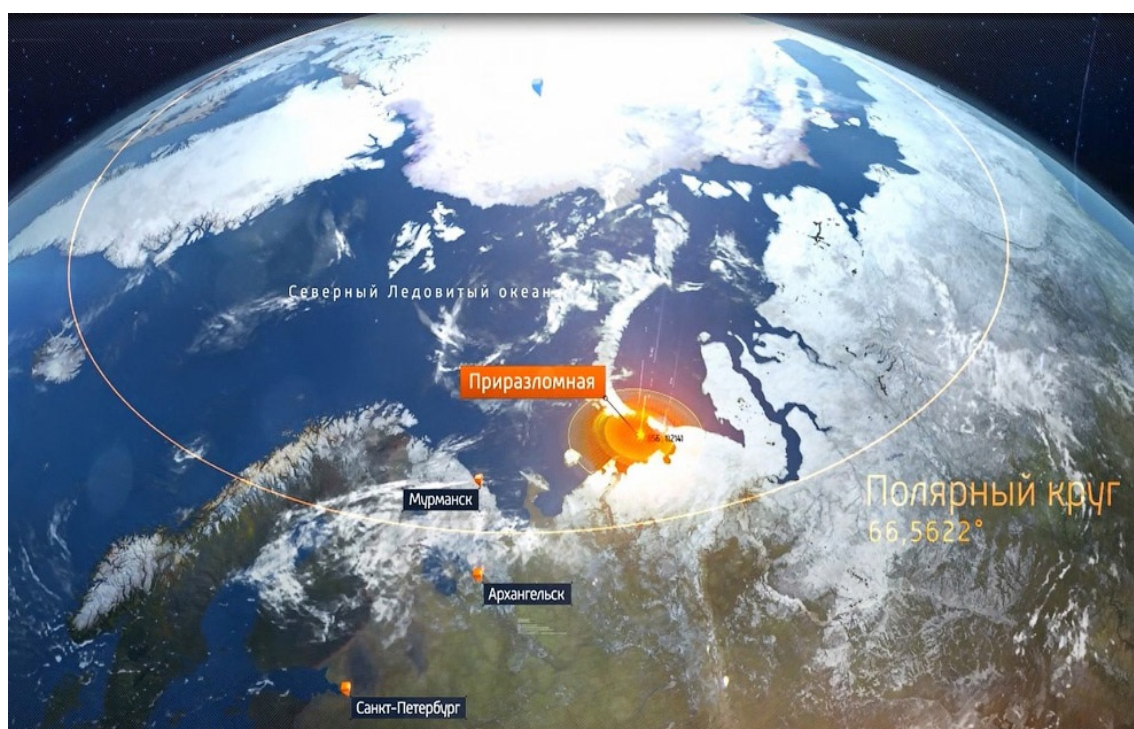 Северный Ледовитый океан
Приразломная
Мурманск
Полярный круг
66,5622°
Архангельск
Санкт-Петербург